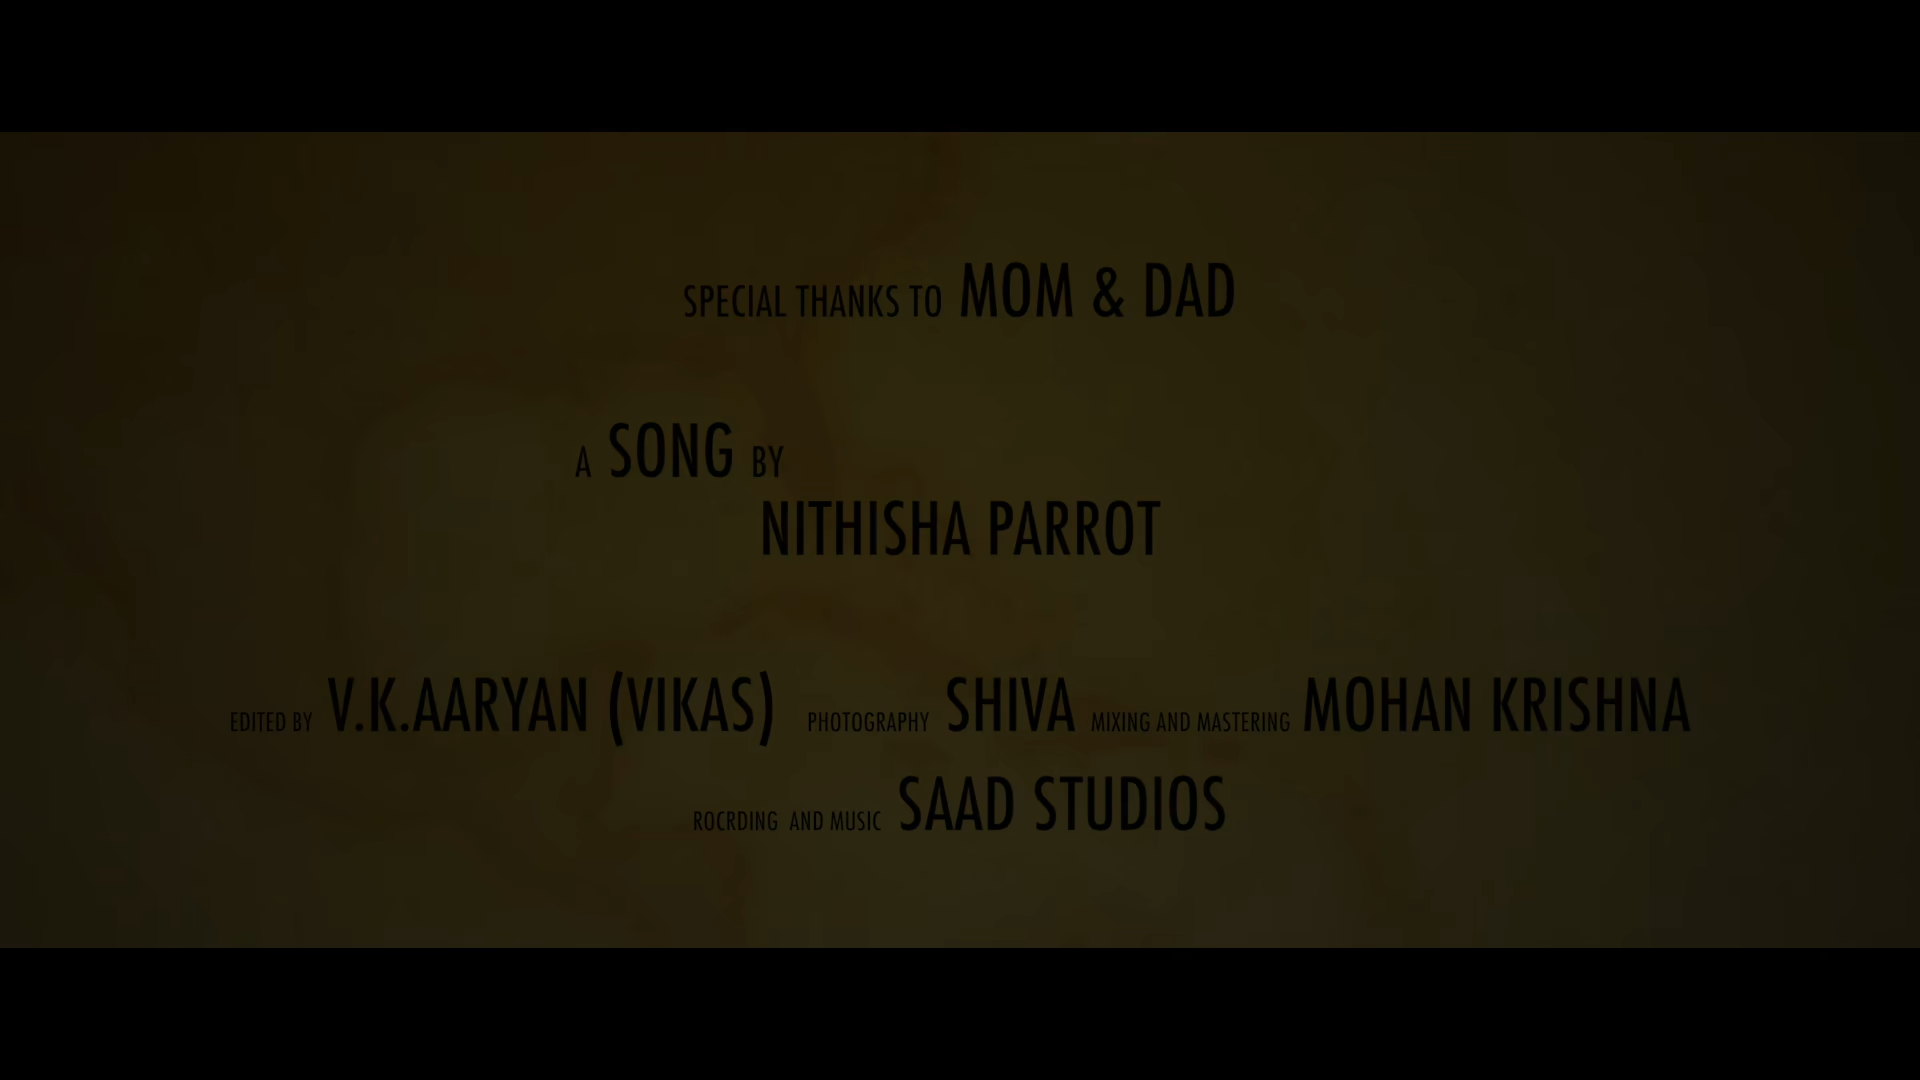 SPECIAL THANKS TO MOM & DAD
A SONG BY
NITHISHA PARROT
EDITED BY V.K.AARYAN (VIKAS) PHOTOGRAPHY SHIVA MIXING AND MASTERING MOHAN KRISHNA
ROCRDING AND MUSIC SAAD STUDIOS